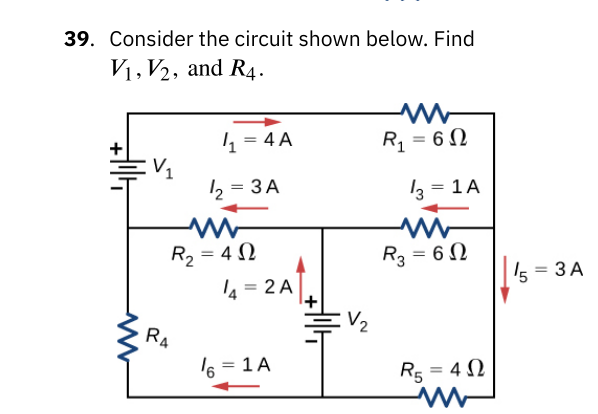 39. Consider the circuit shown below. Find
V₁, V₂, and R₄.
I₁ = 4 A
R₁ = 6 Ω
+
V₁
-
I₂ = 3 A
I₃ = 1 A
R₂ = 4 Ω
R₃ = 6 Ω
I₅ = 3 A
I₄ = 2 A
+
V₂
-
R₄
I₆ = 1 A
R₅ = 4 Ω